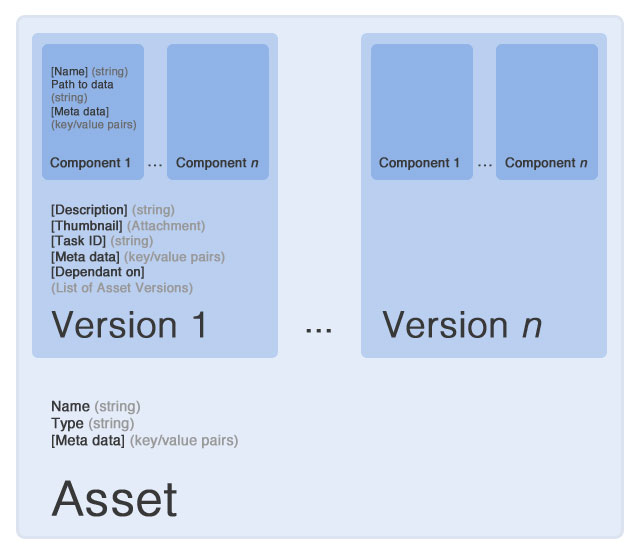 [Name] (string)
Path to data
(string)
[Meta data]
(key/value pairs)
Component 1
...
Component n
Component 1
...
Component n
[Description] (string)
[Thumbnail] (Attachment)
[Task ID] (string)
[Meta data] (key/value pairs)
[Dependant on]
(List of Asset Versions)
Version 1
...
Version n
Name (string)
Type (string)
[Meta data] (key/value pairs)
Asset